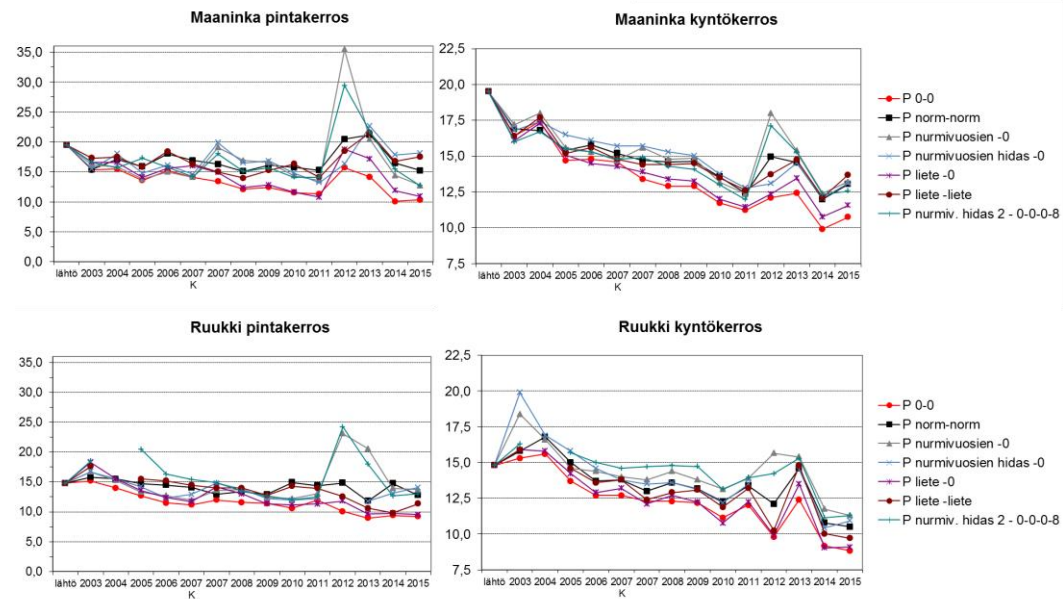 Maaninka pintakerros
35,0
30,0
25,0
20,0
15,0
10,0
5,0
0,0
lähtö 2003 2004 2005 2006 2007 2007 2008 2009 2010 2011 2012 2013 2014 2015
K
Maaninka kyntökerros
22,5
20,0
17,5
15,0
12,5
10,0
7,5
lähtö 2003 2004 2005 2006 2007 2007 2008 2009 2010 2011 2012 2013 2014 2015
K
P 0-0
P norm-norm
P nurmivuosien -0
P nurmivuosien hidas -0
P liete -0
P liete -liete
P nurmiv. hidas 2 - 0-0-0-8
Ruukki pintakerros
35,0
30,0
25,0
20,0
15,0
10,0
5,0
0,0
lähtö 2003 2004 2005 2006 2007 2007 2008 2009 2010 2011 2012 2013 2014 2015
K
Ruukki kyntökerros
22,5
20,0
17,5
15,0
12,5
10,0
7,5
lähtö 2003 2004 2005 2006 2007 2007 2008 2009 2010 2011 2012 2013 2014 2015
K
P 0-0
P norm-norm
P nurmivuosien -0
P nurmivuosien hidas -0
P liete -0
P liete -liete
P nurmiv. hidas 2 - 0-0-0-8